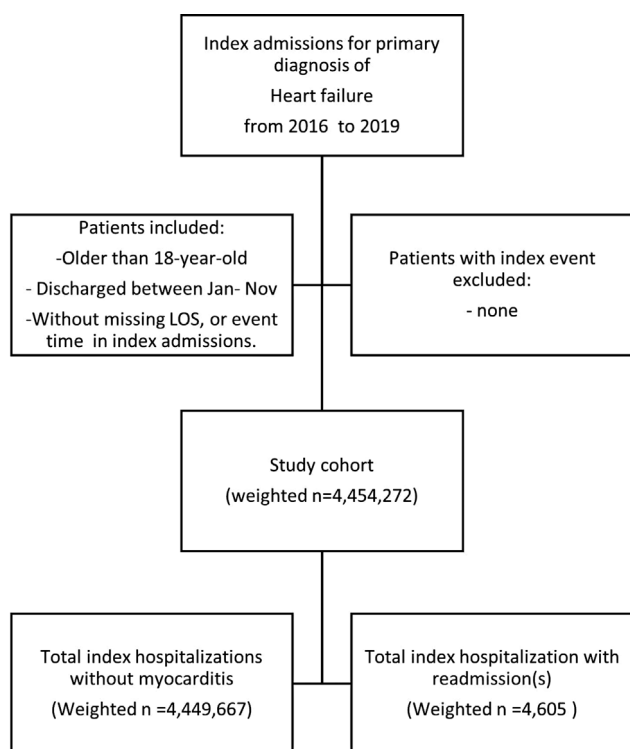 Index admissions for primary
diagnosis of
Heart failure
from 2016 to 2019
Patients included:
-Older than 18-year-old
- Discharged between Jan- Nov
-Without missing LOS, or event
time in index admissions.
Patients with index event
excluded:
- none
Study cohort
(weighted n=4,454,272)
Total index hospitalizations
without myocarditis
(Weighted n =4,449,667)
Total index hospitalization with
readmission(s)
(Weighted n =4,605 )